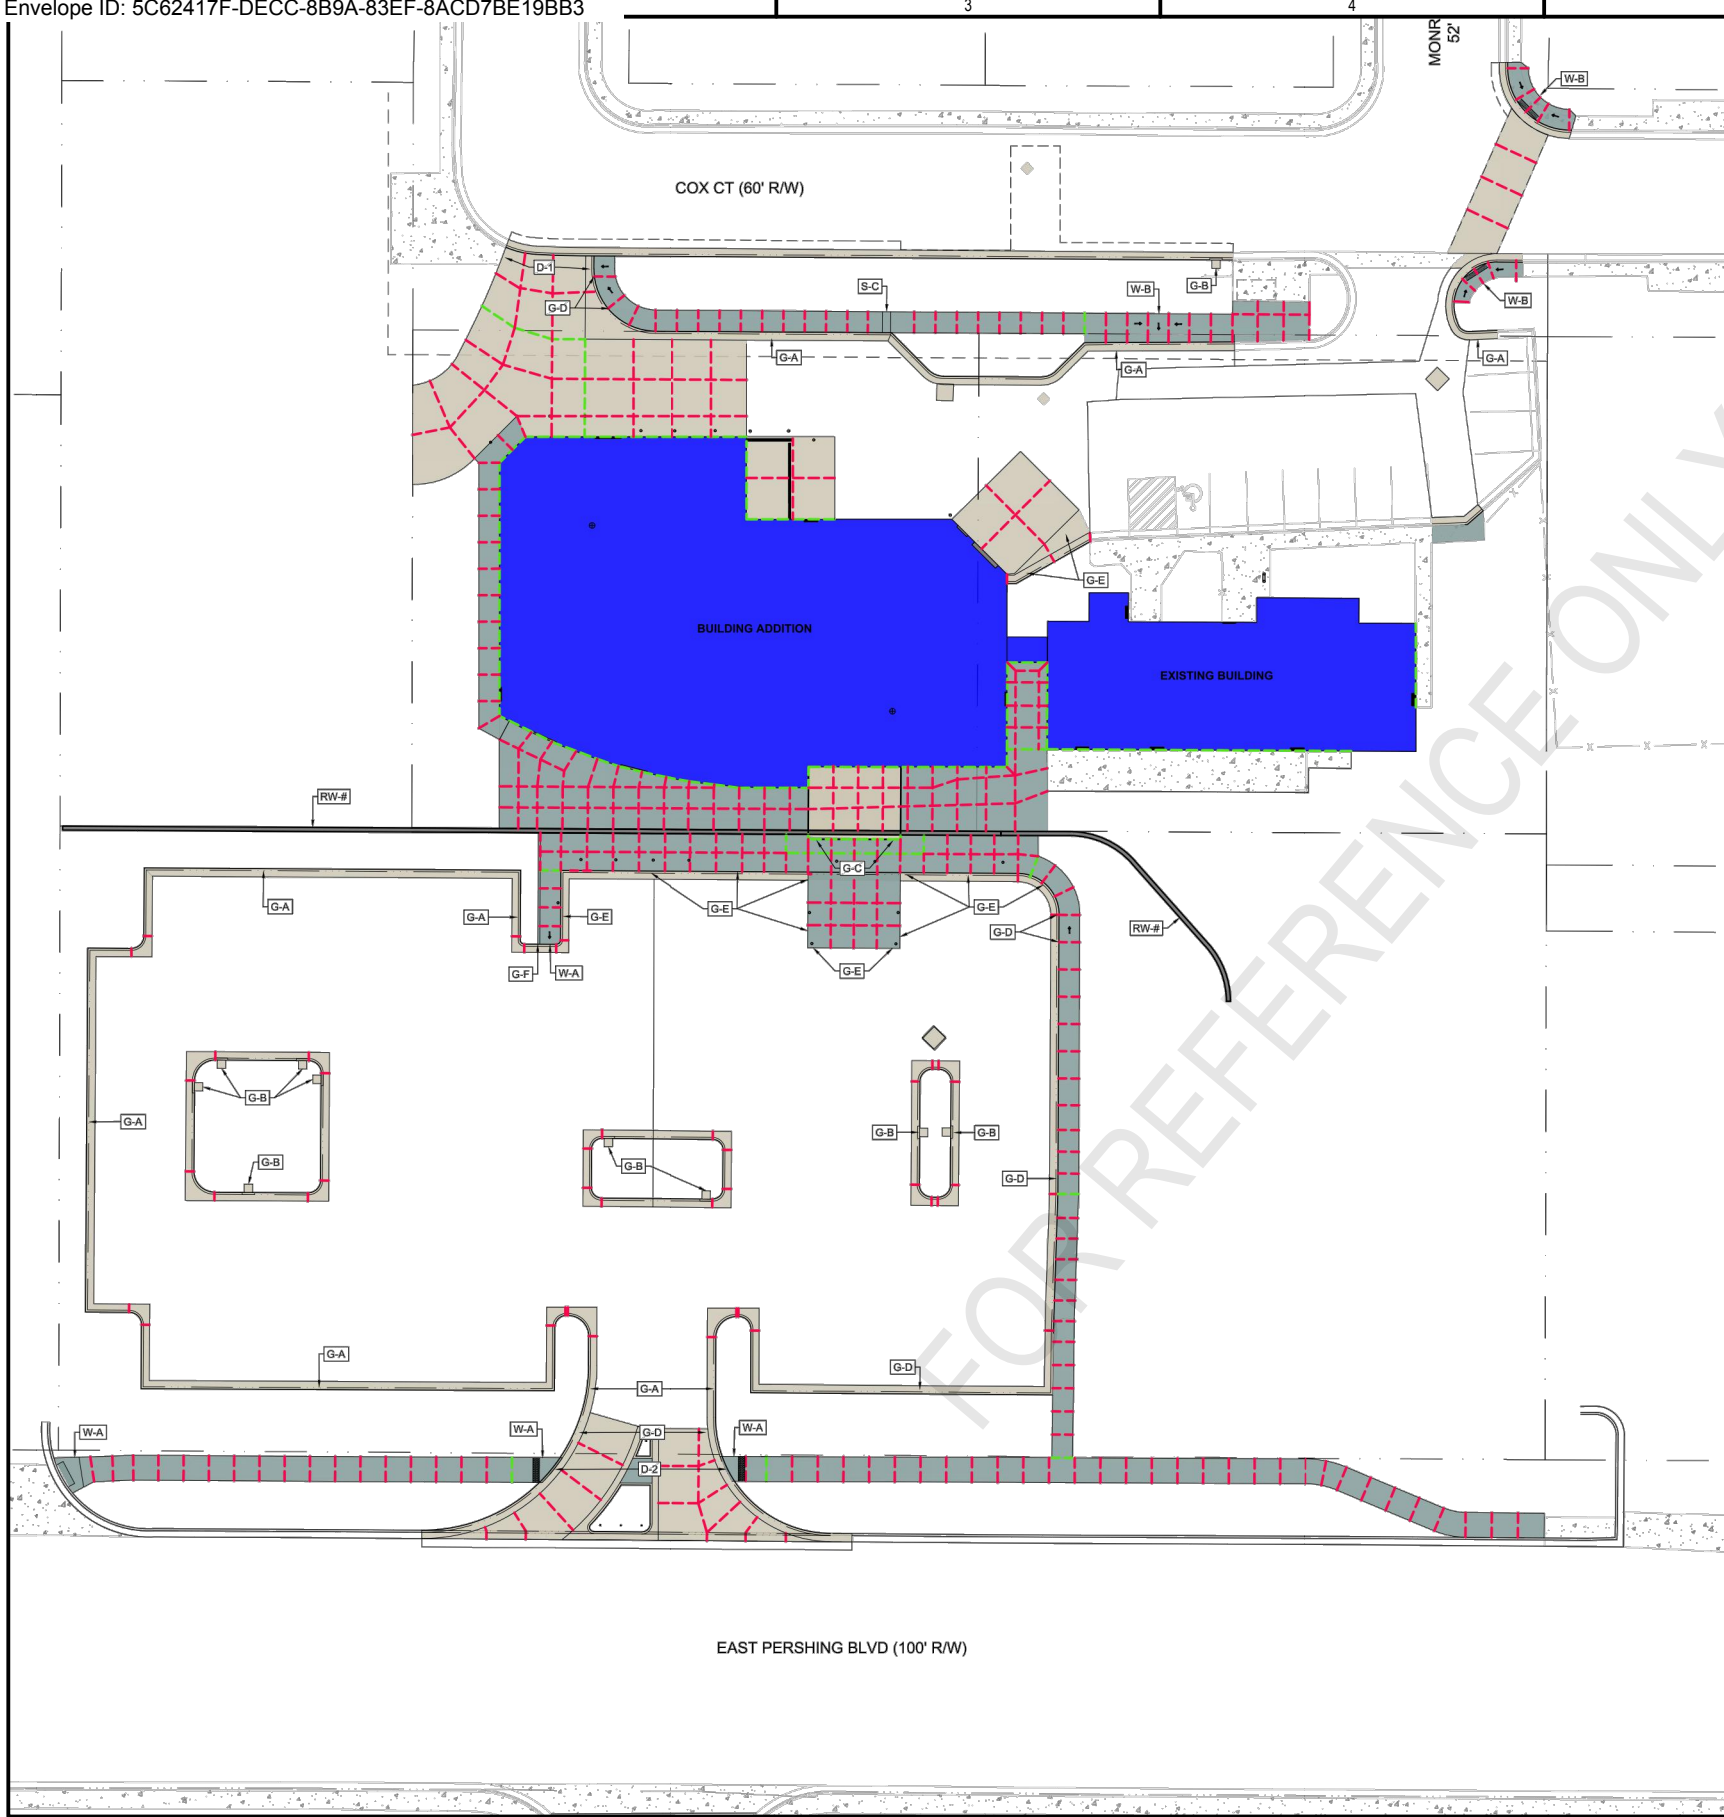 Envelope ID: 5C62417F-DECC-8B9A-83EF-8ACD7BE19BB3
3
4
MONR
52'
W-B
COX CT (60' R/W)
D-1
G-D
S-C
W-B
G-B
W-B
G-A
G-A
G-A
G-E
BUILDING ADDITION
EXISTING BUILDING
RW-#
G-C
G-A
G-A
G-E
G-E
G-E
G-D
RW-#
G-F
W-A
G-E
G-B
G-A
G-B
G-B
G-B
G-B
G-D
G-A
G-D
G-A
W-A
W-A
G-D
W-A
D-2
EAST PERSHING BLVD (100' R/W)
FOR REFERENCE ONLY